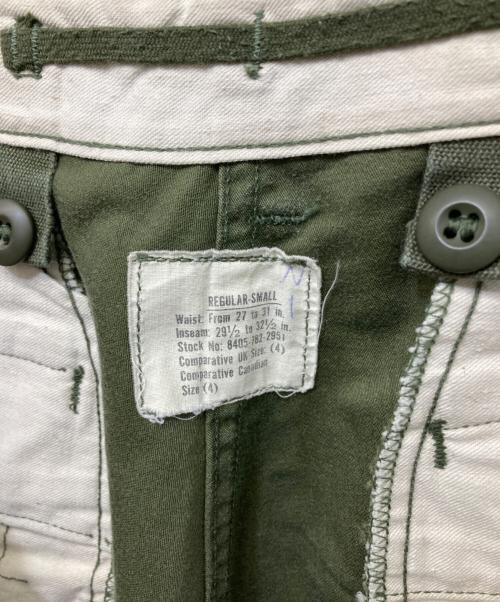 REGULAR-SMALL
Waist: From 27 to 31 in.
Inseam: 29½ to 32½ in.
Stock No: 8405-782-2951
Comparative UK Size: (4)
Comparative Canadian
Size (4)
N